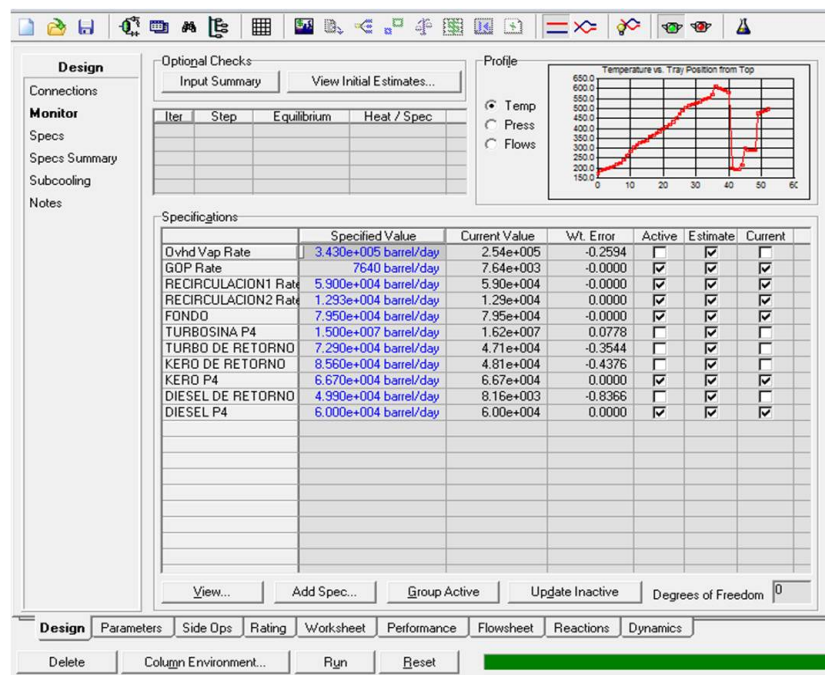 Design
Connections
Monitor
Specs
Specs Summary
Subcooling
Notes
Optional Checks
Input Summary View Initial Estimates...
Iter Step Equilibrium Heat / Spec
Profile
Temp
Press
Flows
Temperature vs. Tray Position from Top
650.0
600.0
550.0
500.0
450.0
400.0
350.0
300.0
250.0
200.0
150.0
0 10 20 30 40 50 6C
Specifications
Specified Value Current Value Wt. Error Active Estimate Current
Ovhd Vap Rate 3.430e+005 barrel/day 2.54e+005 -0.2594
GOP Rate 7640 barrel/day 7.64e+003 -0.0000
RECIRCULACION1 Rate 5.900e+004 barrel/day 5.90e+004 -0.0000
RECIRCULACION2 Rate 1.293e+004 barrel/day 1.29e+004 0.0000
FONDO 7.950e+004 barrel/day 7.95e+004 -0.0000
TURBOSINA P4 1.500e+007 barrel/day 1.62e+007 0.0778
TURBO DE RETORNO 7.290e+004 barrel/day 4.71e+004 -0.3544
KERO DE RETORNO 8.560e+004 barrel/day 4.81e+004 -0.4376
KERO P4 6.670e+004 barrel/day 6.67e+004 0.0000
DIESEL DE RETORNO 4.990e+004 barrel/day 8.16e+003 -0.8366
DIESEL P4 6.000e+004 barrel/day 6.00e+004 0.0000
View... Add Spec... Group Active Update Inactive Degrees of Freedom 0
Design Parameters Side Ops Rating Worksheet Performance Flowsheet Reactions Dynamics
Delete Column Environment... Run Reset